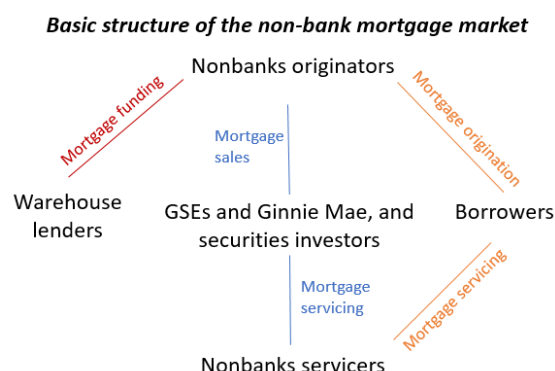 Basic structure of the non-bank mortgage market
Nonbanks originators
Mortgage funding
Mortgage
sales
Mortgage origination
Warehouse
lenders
GSEs and Ginnie Mae, and
securities investors
Borrowers
Mortgage
servicing
Mortgage servicing
Nonbanks servicers